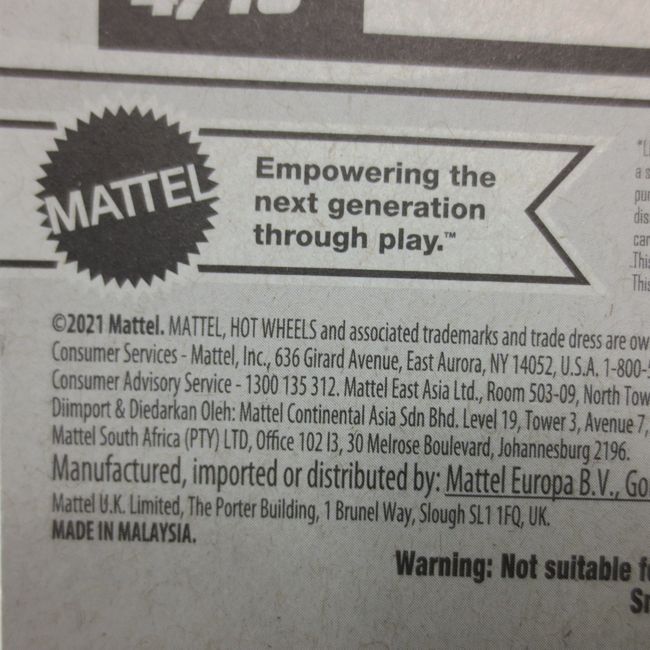 4/10
MATTEL
Empowering the
next generation
through play.™
©2021 Mattel. MATTEL, HOT WHEELS and associated trademarks and trade dress are
Consumer Services - Mattel, Inc., 636 Girard Avenue, East Aurora, NY 14052, U.S.A. 1-800-
Consumer Advisory Service - 1300 135 312. Mattel East Asia Ltd., Room 503-09, North
Diimport & Diedarkan Oleh: Mattel Continental Asia Sdn Bhd. Level 19, Tower 3, Avenue 7,
Mattel South Africa (PTY) LTD, Office 102 I3, 30 Melrose Boulevard, Johannesburg 2196.
Manufactured, imported or distributed by: Mattel Europa B.V.,
Mattel U.K. Limited, The Porter Building, 1 Brunel Way, Slough SL1 1FQ, UK.
MADE IN MALAYSIA.
Warning: Not suitable